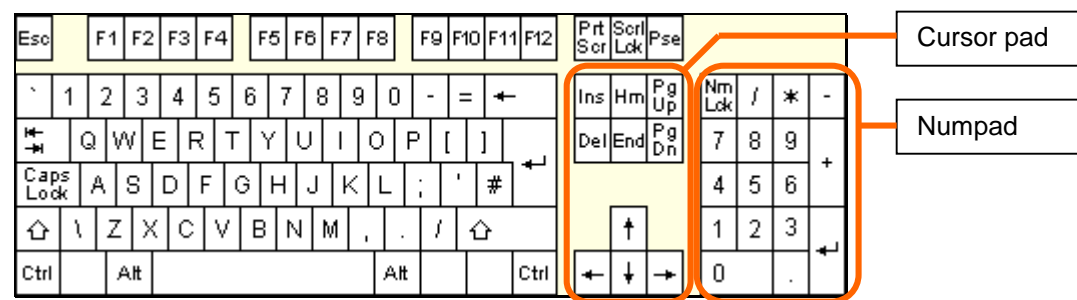 Esc F1 F2 F3 F4 F5 F6 F7 F8 F9 F10 F11 F12 Prt Scr Scrl Lck Pse Cursor pad
` 1 2 3 4 5 6 7 8 9 0 - = ← Ins Hm Pg Up Nm Lck / * -
Q W E R T Y U I O P [ ] Del End Pg Dn 7 8 9 + Numpad
Caps Lock A S D F G H J K L ; ' # 4 5 6
\ Z X C V B N M , . / ↑ 1 2 3
Ctrl Alt Alt Ctrl ← ↓ → 0 .